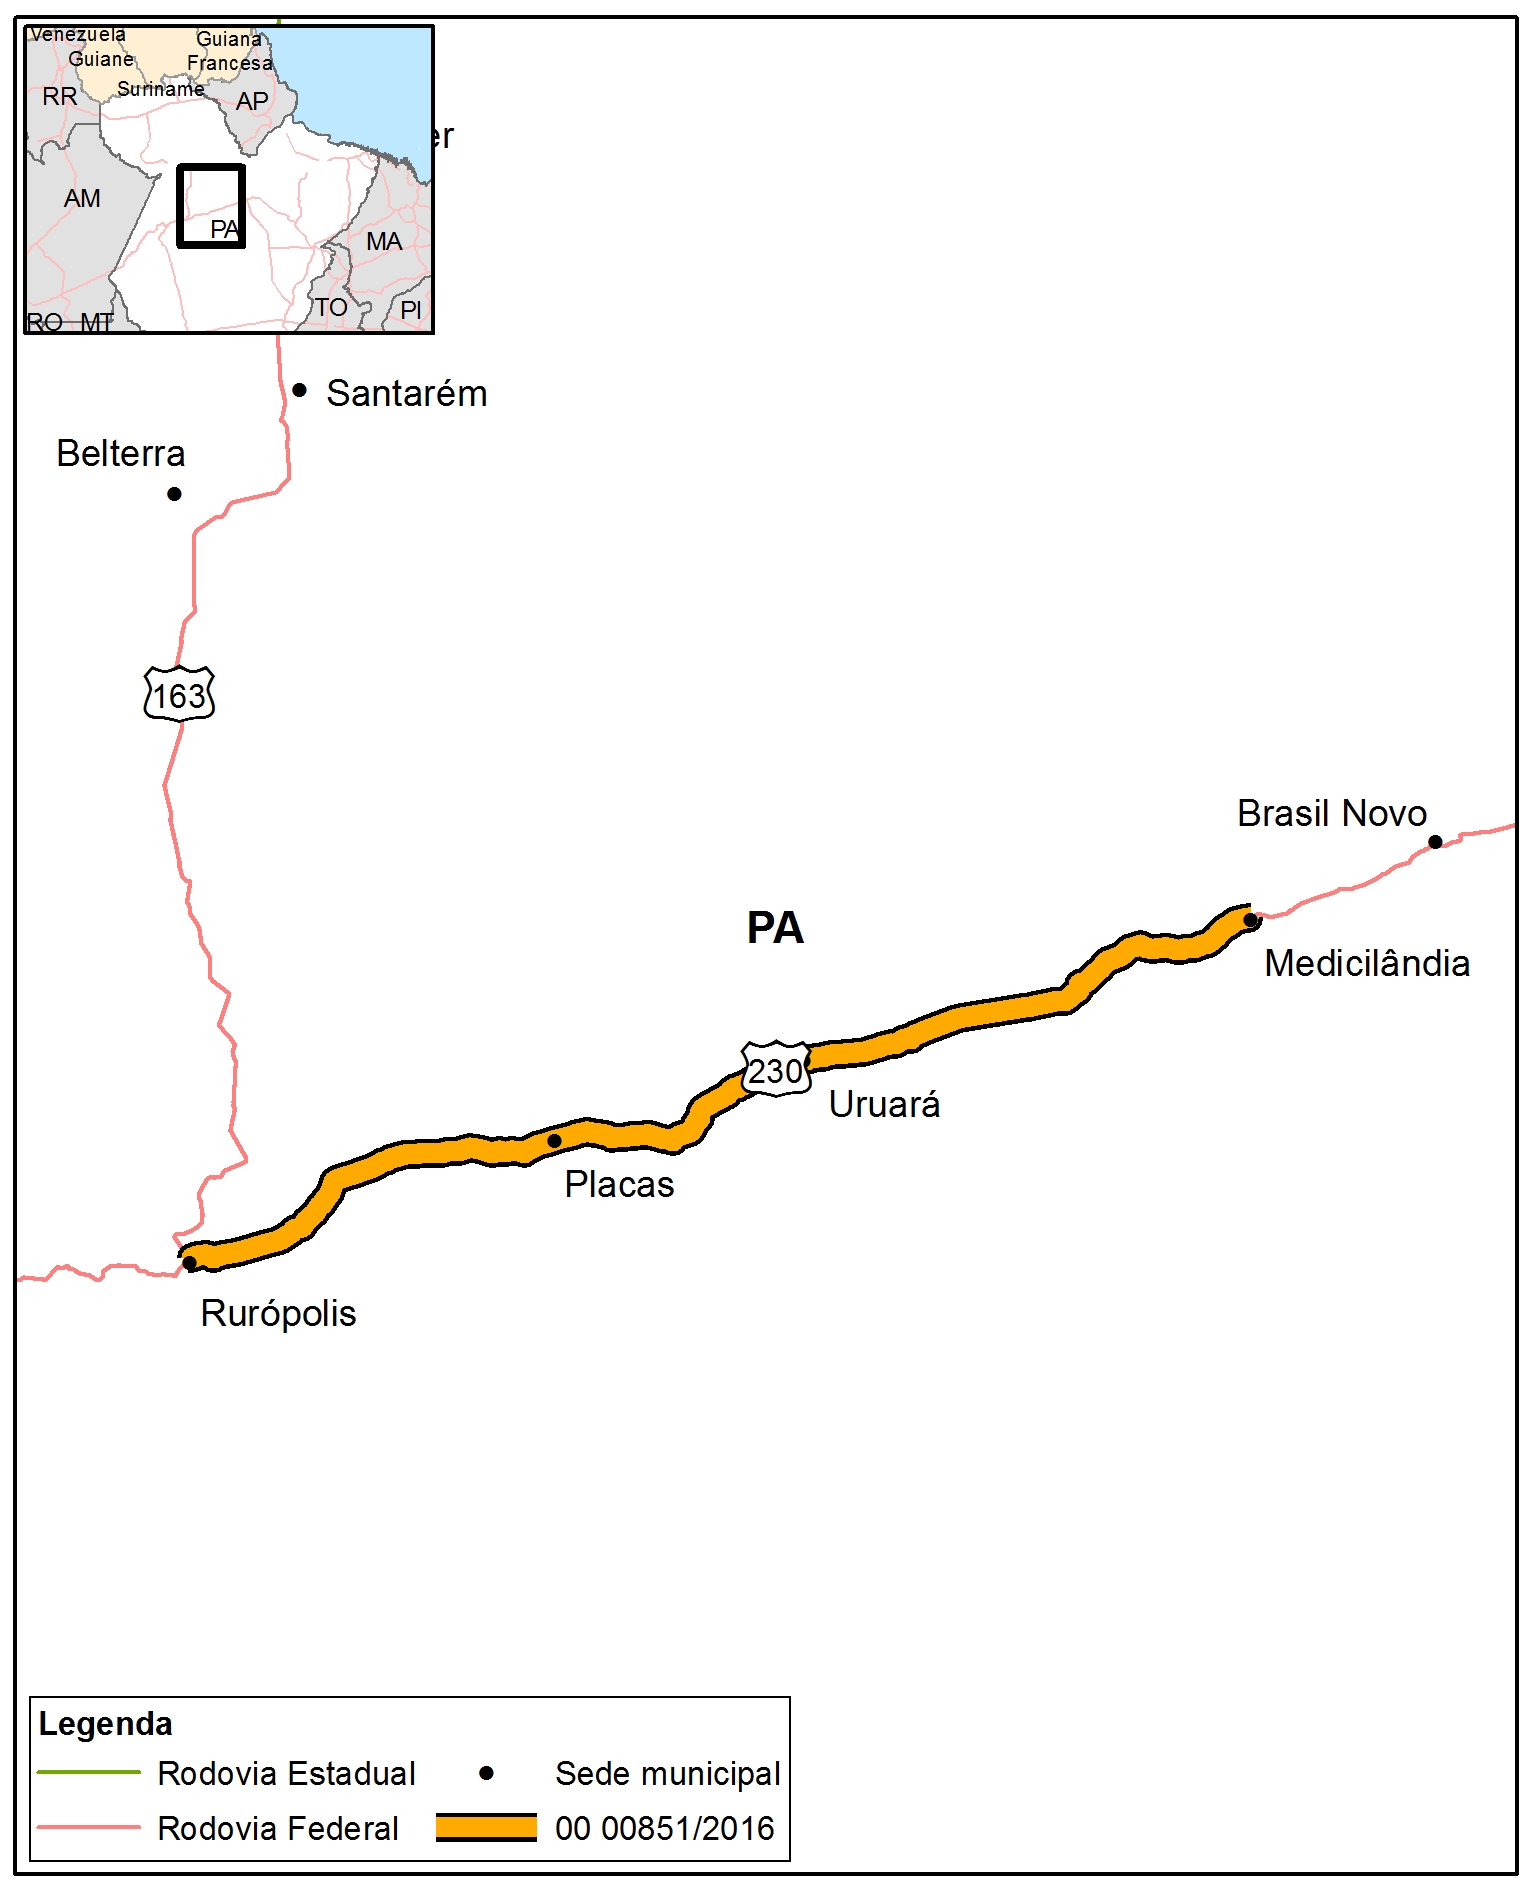 Venezuela
Guiana
Guiane
Francesa
Suriname
RR
AP
er
AM
PA
MA
TO
PI
RO
MT
Santarém
Belterra
163
Brasil Novo
PA
Medicilândia
230
Uruará
Placas
Rurópolis
Legenda
Rodovia Estadual
Sede municipal
Rodovia Federal
00 00851/2016